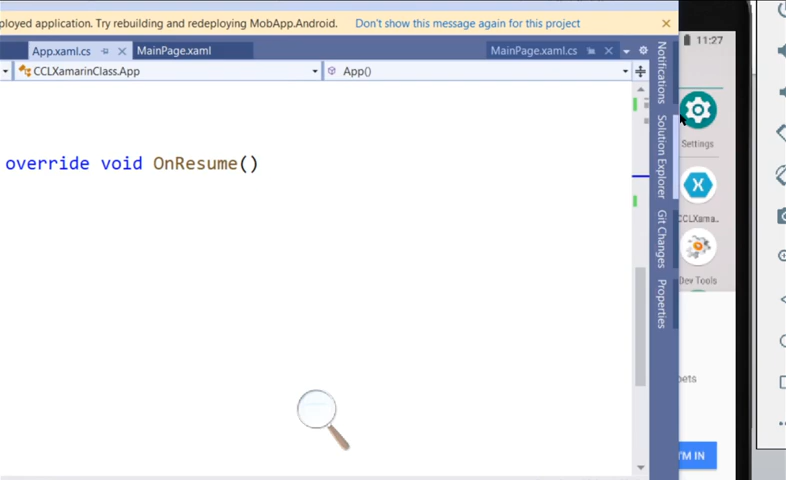 ployed application. Try rebuilding and redeploying MobApp.Android. Don't show this message again for this project
App.xaml.cs MainPage.xaml MainPage.xaml.cs
CCLXamarinClass.App App()
override void OnResume()
Notifications
Solution Explorer
Git Changes
Properties
11:27
Settings
CCLXama..
Dev Tools
I'M IN